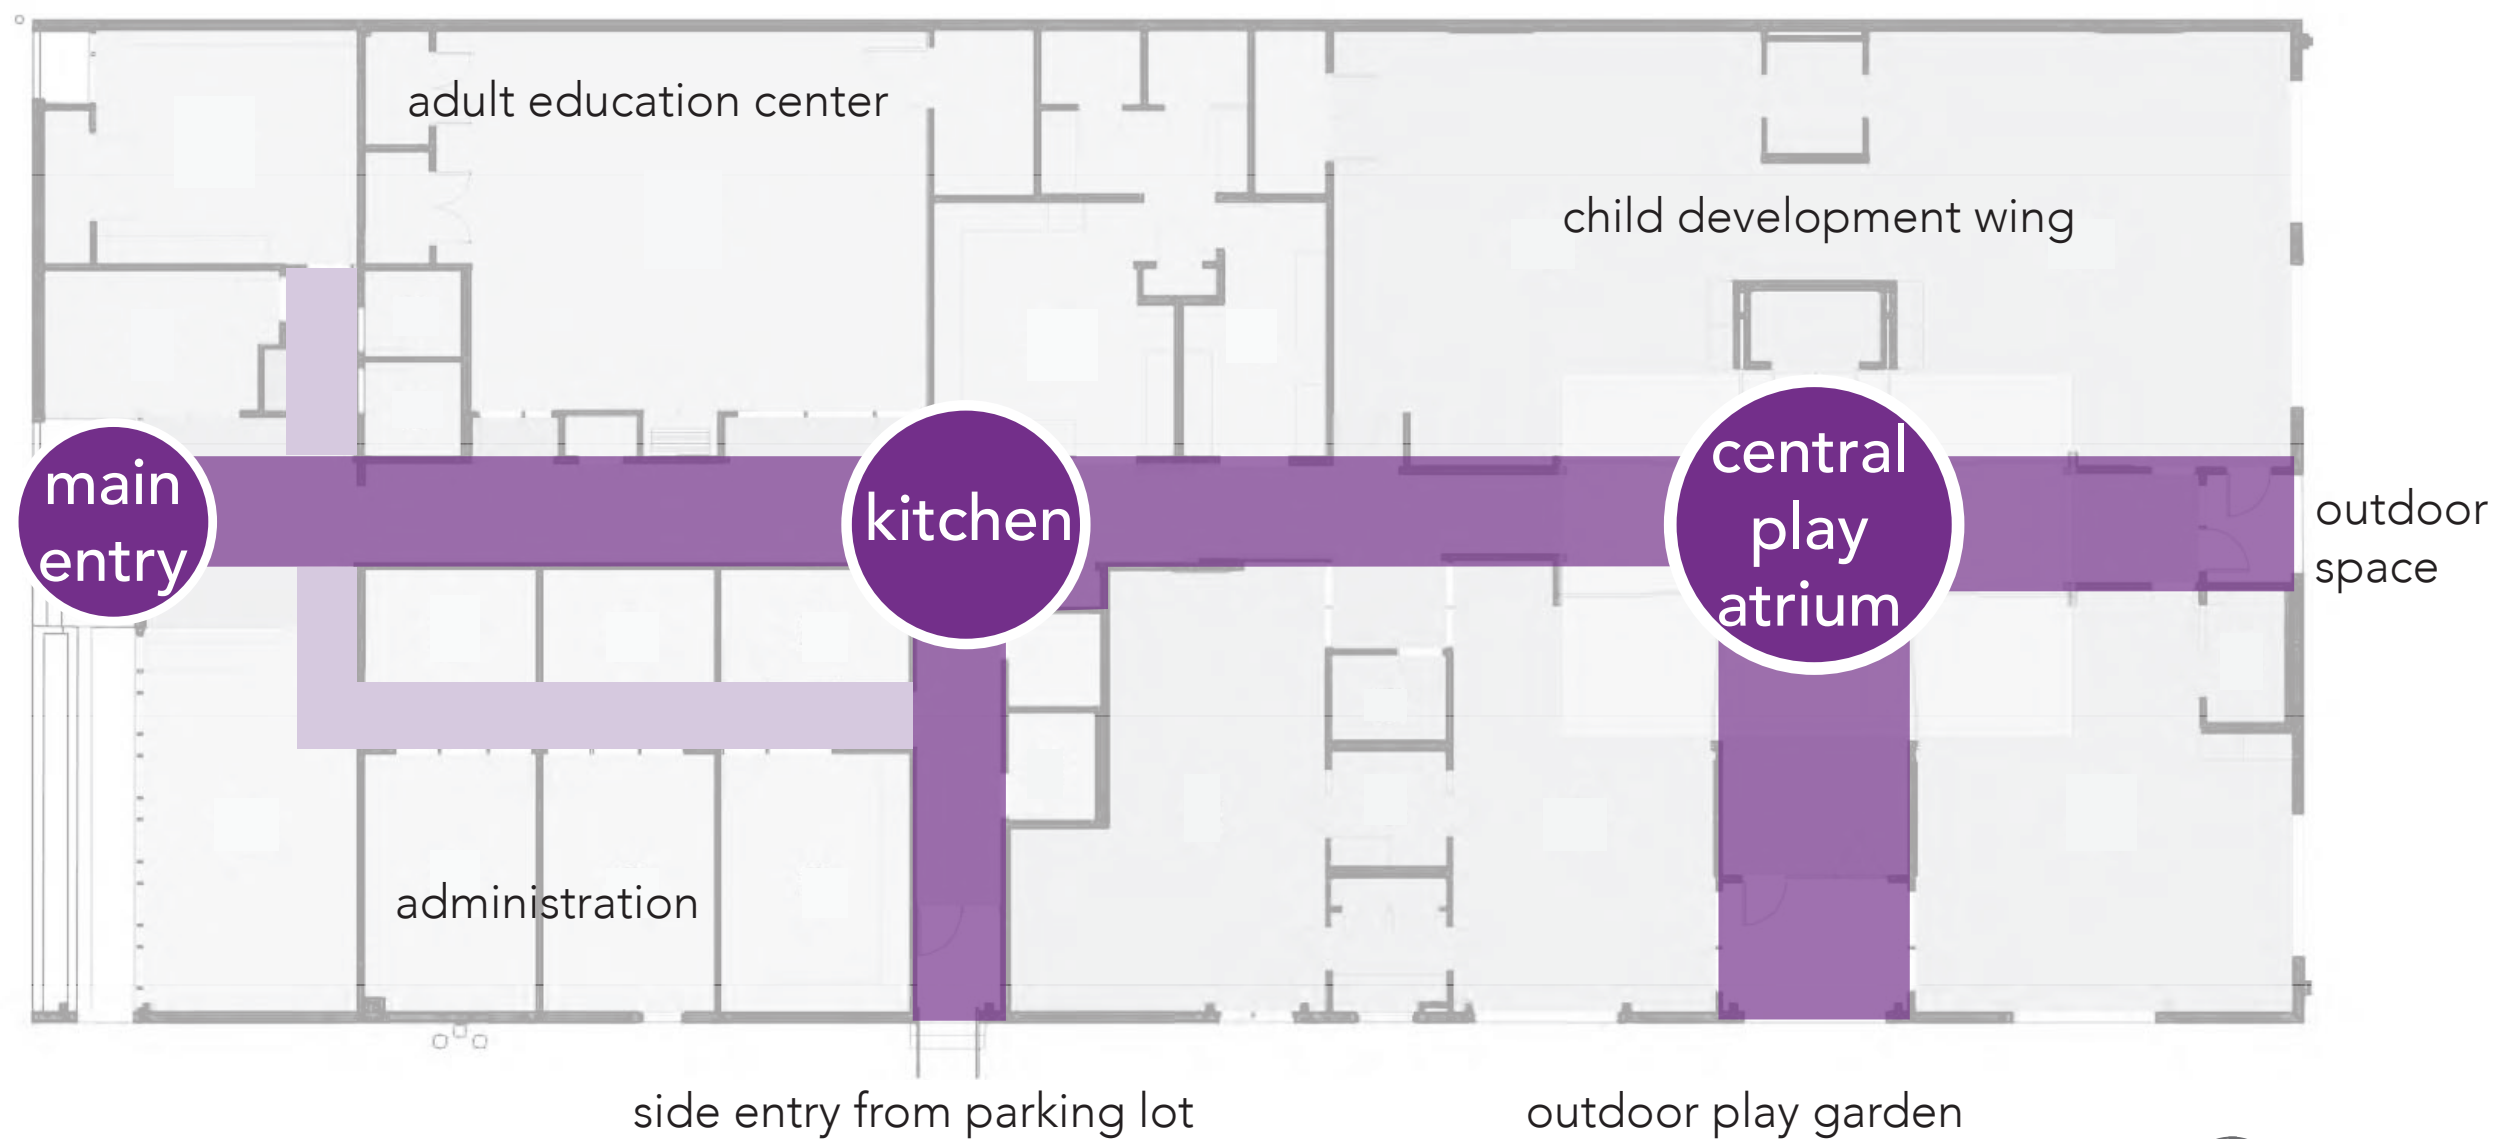 adult education center
child development wing
main
entry
kitchen
central
play
atrium
outdoor
space
administration
side entry from parking lot
outdoor play garden